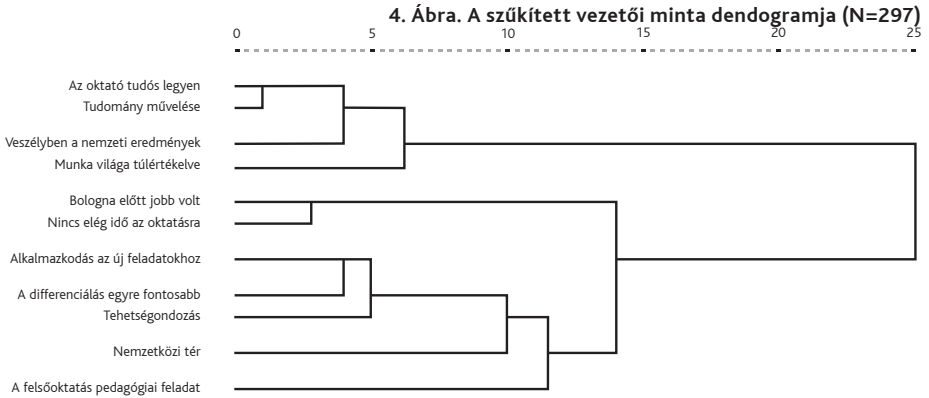 4. Ábra. A szűkített vezetői minta dendogramja (N=297)
0 5 10 15 20 25
Az oktató tudós legyen
Tudomány művelése
Veszélyben a nemzeti eredmények
Munka világa túlértékelve
Bologna előtt jobb volt
Nincs elég idő az oktatásra
Alkalmazkodás az új feladatokhoz
A differenciálás egyre fontosabb
Tehetségondozás
Nemzetközi tér
A felsőoktatás pedagógiai feladat